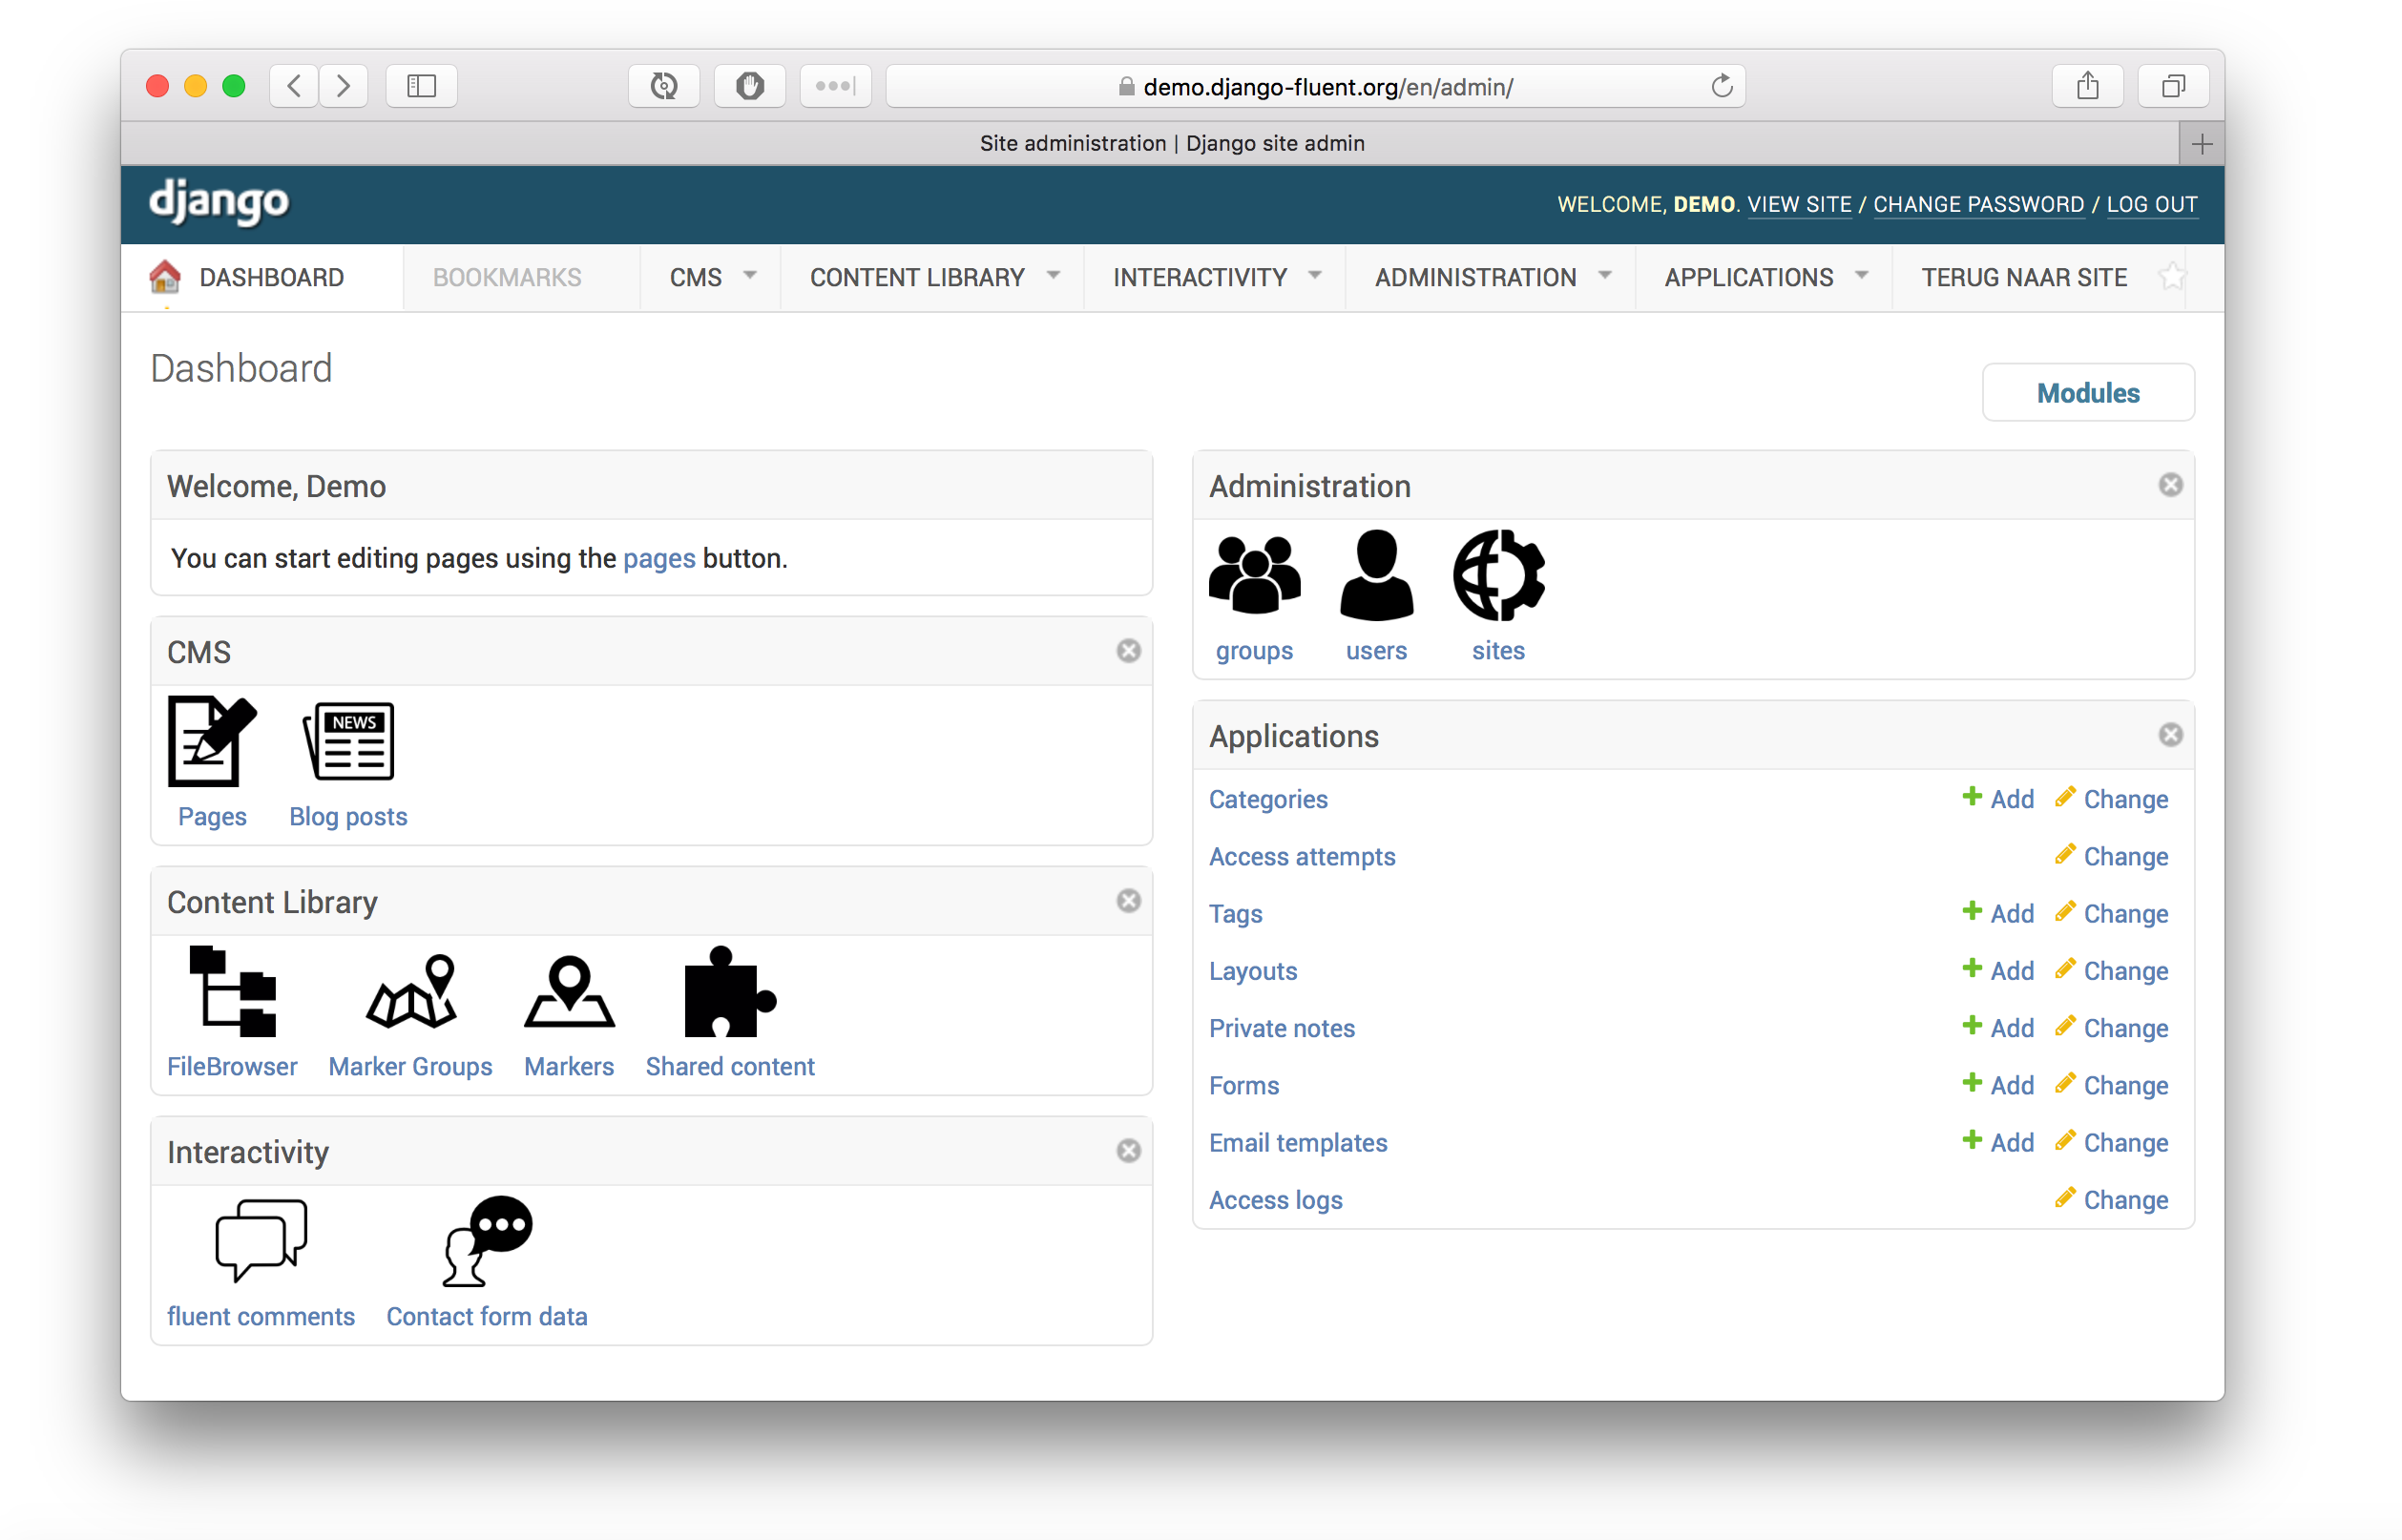 demo.django-fluent.org/en/admin/
Site administration | Django site admin
django
WELCOME, DEMO. VIEW SITE / CHANGE PASSWORD / LOG OUT
DASHBOARD BOOKMARKS CMS CONTENT LIBRARY INTERACTIVITY ADMINISTRATION APPLICATIONS TERUG NAAR SITE
Dashboard
Modules
Welcome, Demo
You can start editing pages using the pages button.
CMS
NEWS
Pages Blog posts
Content Library
FileBrowser Marker Groups Markers Shared content
Interactivity
fluent comments Contact form data
Administration
groups users sites
Applications
Categories Add Change
Access attempts Change
Tags Add Change
Layouts Add Change
Private notes Add Change
Forms Add Change
Email templates Add Change
Access logs Change